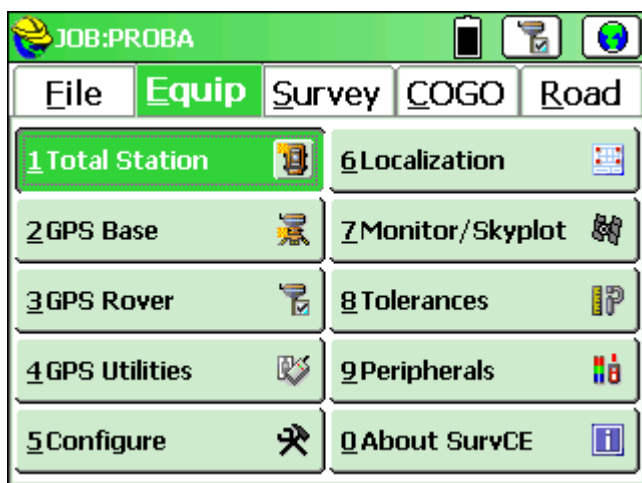 JOB:PROBA
File Equip Survey COGO Road
1 Total Station 6 Localization
2 GPS Base 7 Monitor/Skyplot
3 GPS Rover 8 Tolerances
4 GPS Utilities 9 Peripherals
5 Configure 0 About SurvCE